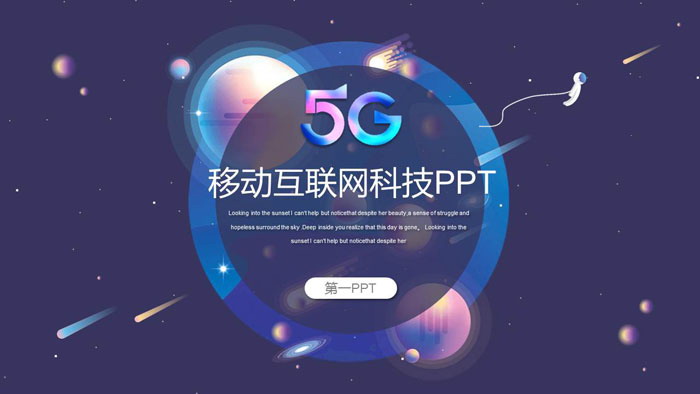 5G
移动互联网科技PPT
Looking into the sunset I can't help but noticethat despite her beauty,a sense of struggle and
hopeless surround the sky .Deep inside you realize that this day is gone。 Looking into the
sunset I can't help but noticethat despite her
第一PPT